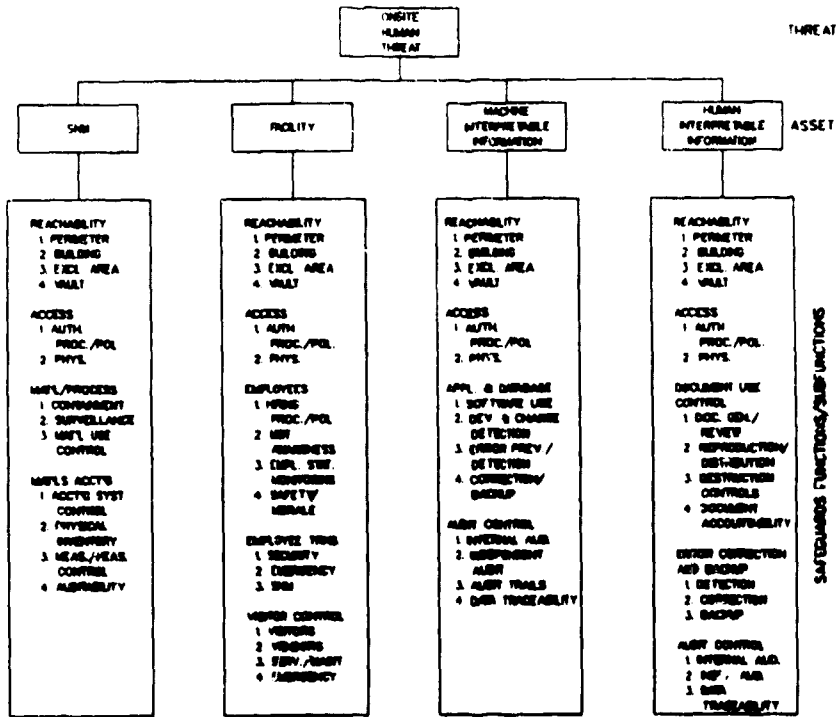 ONSITE
HUMAN
THREAT
THREAT
SNM
FACILITY
MACHINE
INTERPRETABLE
INFORMATION
HUMAN
INTERPRETABLE
INFORMATION
ASSET
REACHABILITY
1. PERIMETER
2. BUILDING
3. EXCL. AREA
4. VAULT
ACCESS
1. AUTH.
PROC./POL.
2. PHYS.
MAT'L/PROCESS
1. CONTAINMENT
2. SURVEILLANCE
3. MAT'L USE
CONTROL
MAT'LS ACCT'G
1. ACCT'G SYST
CONTROL
2. PHYSICAL
INVENTORY
3. MEAS./MEAS.
CONTROL
4. AUDITABILITY
REACHABILITY
1. PERIMETER
2. BUILDING
3. EXCL. AREA
4. VAULT
ACCESS
1. AUTH
PROC./POL.
2. PHYS.
EMPLOYEES
1. HIRING
PROC./POL
2. MGT
AWARENESS
3. EMPL. STAT.
MONITORING
4. SAFETY/
MORALE
EMPLOYEE TRNG
1. SECURITY
2. EMERGENCY
3. SNM
VISITOR CONTROL
1. VISITORS
2. VENDORS
3. SERV./MAINT
4. EMERGENCY
REACHABILITY
1. PERIMETER
2. BUILDING
3. EXCL. AREA
4. VAULT
ACCESS
1. AUTH
PROC./POL
2. PHYS.
APPL. & DATABASE
1. SOFTWARE USE
2. DEV. & CHANGE
DETECTION
3. ERROR PREV./
DETECTION
4. CORRECTION/
BACKUP
AUDIT CONTROL
1. INTERNAL AUD.
2. INDEPENDENT
AUDIT
3. AUDIT TRAILS
4. DATA TRACEABILITY
REACHABILITY
1. PERIMETER
2. BUILDING
3. EXCL. AREA
4. VAULT
ACCESS
1. AUTH
PROC./POL.
2. PHYS.
DOCUMENT USE
CONTROL
1. DOC. GEN./
REVIEW
2. REPRODUCTION/
DISTRIBUTION
3. DESTRUCTION
CONTROLS
4. DOCUMENT
ACCOUNTABILITY
ERROR CORRECTION
AND BACKUP
1. DETECTION
2. CORRECTION
3. BACKUP
AUDIT CONTROL
1. INTERNAL AUD.
2. IND. AUD.
3. DATA
TRACEABILITY
SAFEGUARDS FUNCTIONS/SUBFUNCTIONS